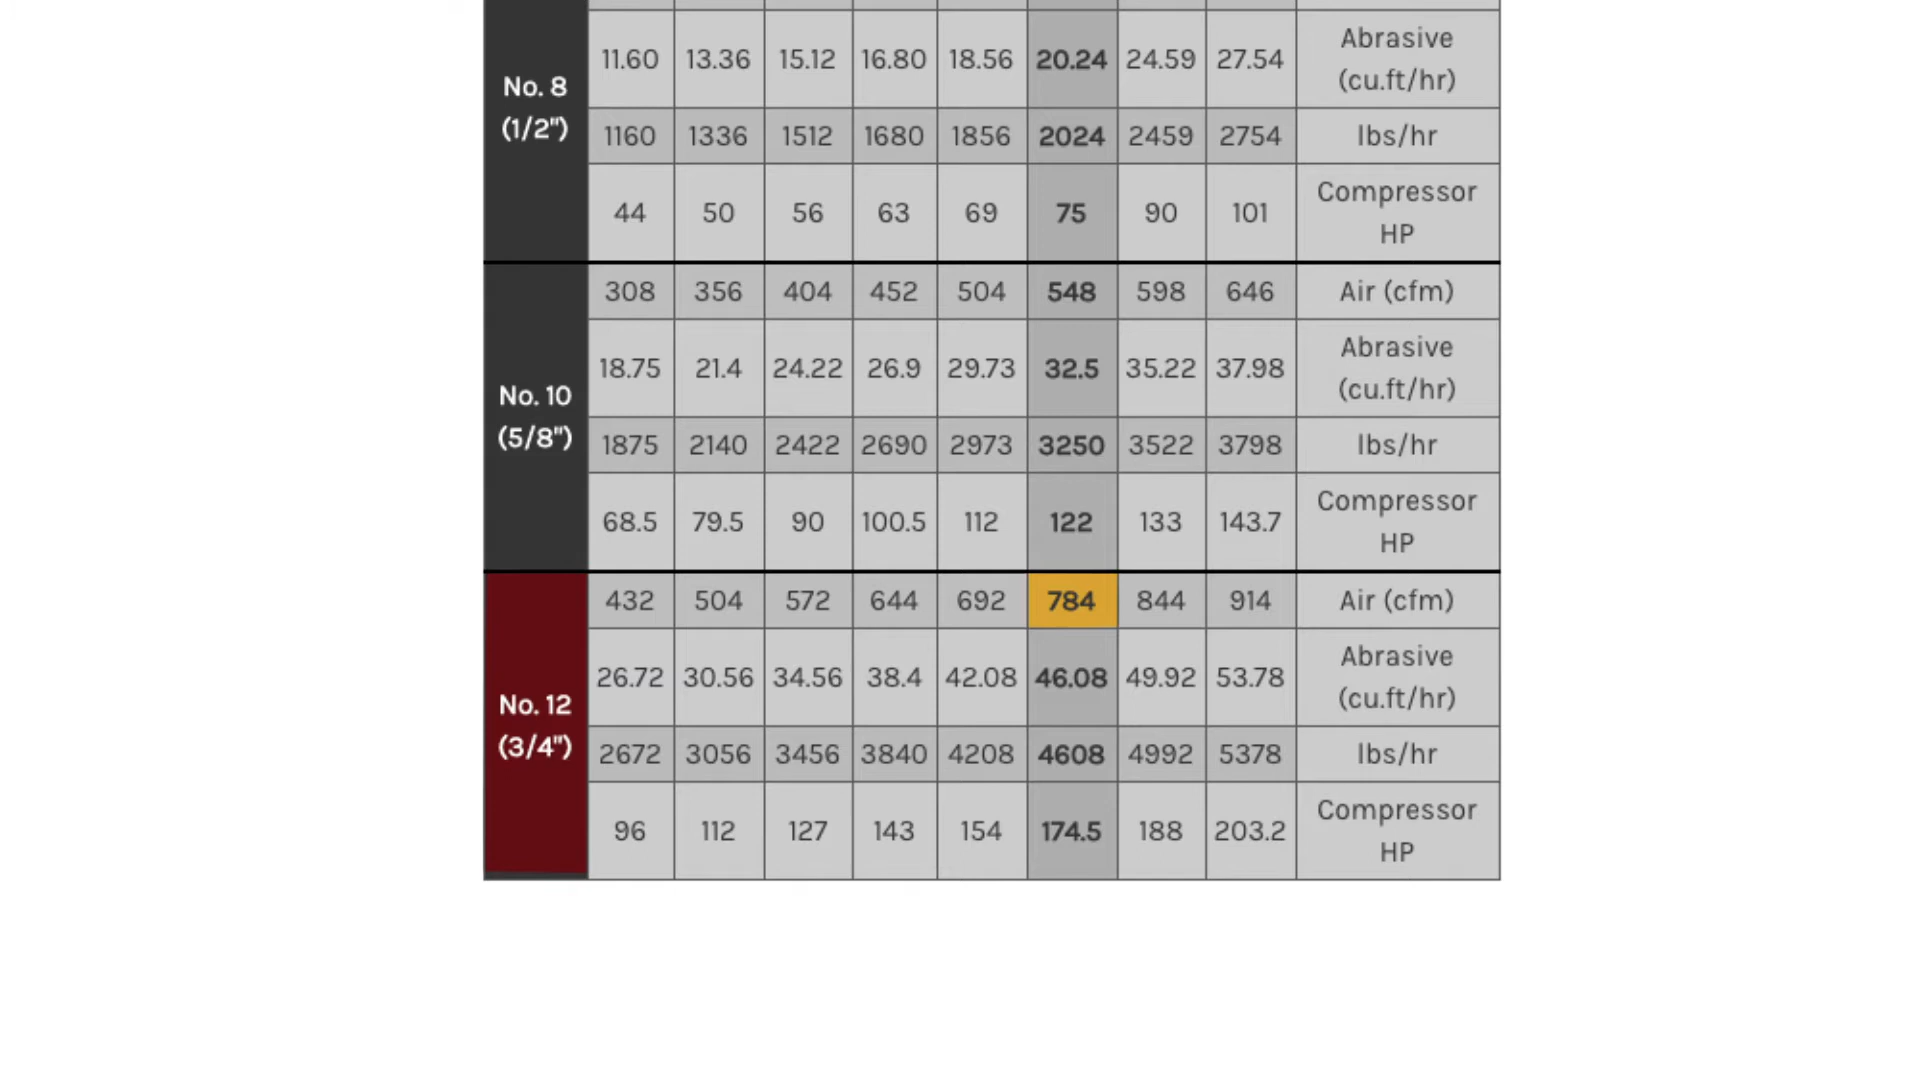 11.60 13.36 15.12 16.80 18.56 20.24 24.59 27.54 Abrasive
(cu.ft/hr)
No. 8
(1/2")
1160 1336 1512 1680 1856 2024 2459 2754 lbs/hr
44 50 56 63 69 75 90 101 Compressor
HP
308 356 404 452 504 548 598 646 Air (cfm)
18.75 21.4 24.22 26.9 29.73 32.5 35.22 37.98 Abrasive
(cu.ft/hr)
No. 10
(5/8")
1875 2140 2422 2690 2973 3250 3522 3798 lbs/hr
68.5 79.5 90 100.5 112 122 133 143.7 Compressor
HP
432 504 572 644 692 784 844 914 Air (cfm)
26.72 30.56 34.56 38.4 42.08 46.08 49.92 53.78 Abrasive
(cu.ft/hr)
No. 12
(3/4")
2672 3056 3456 3840 4208 4608 4992 5378 lbs/hr
96 112 127 143 154 174.5 188 203.2 Compressor
HP